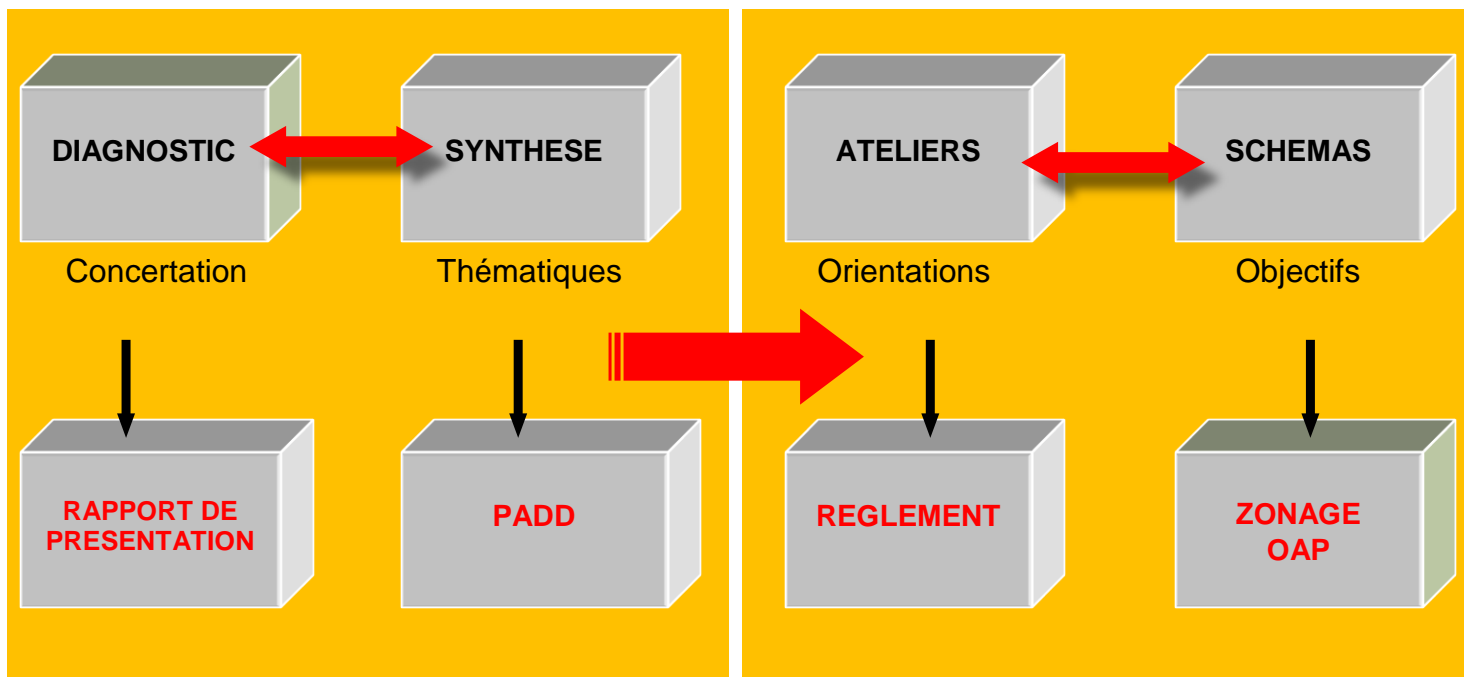 DIAGNOSTIC
SYNTHESE
ATELIERS
SCHEMAS
Concertation
Thématiques
Orientations
Objectifs
RAPPORT DE
PRESENTATION
PADD
REGLEMENT
ZONAGE
OAP